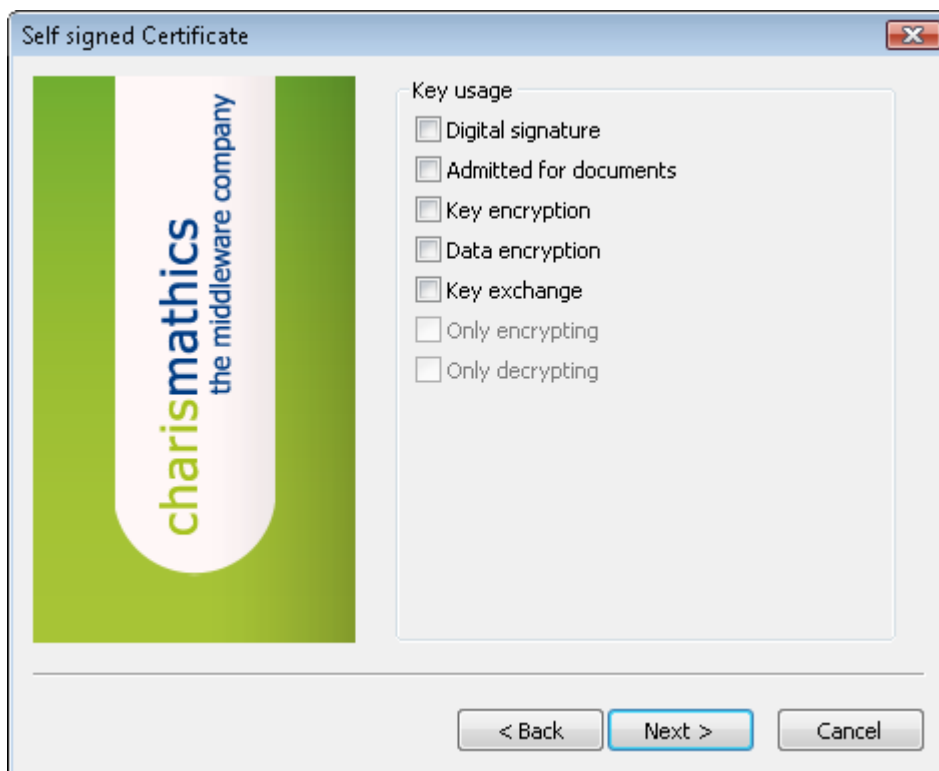 Self signed Certificate
charismathics
the middleware company
Key usage
Digital signature
Admitted for documents
Key encryption
Data encryption
Key exchange
Only encrypting
Only decrypting
< Back
Next >
Cancel